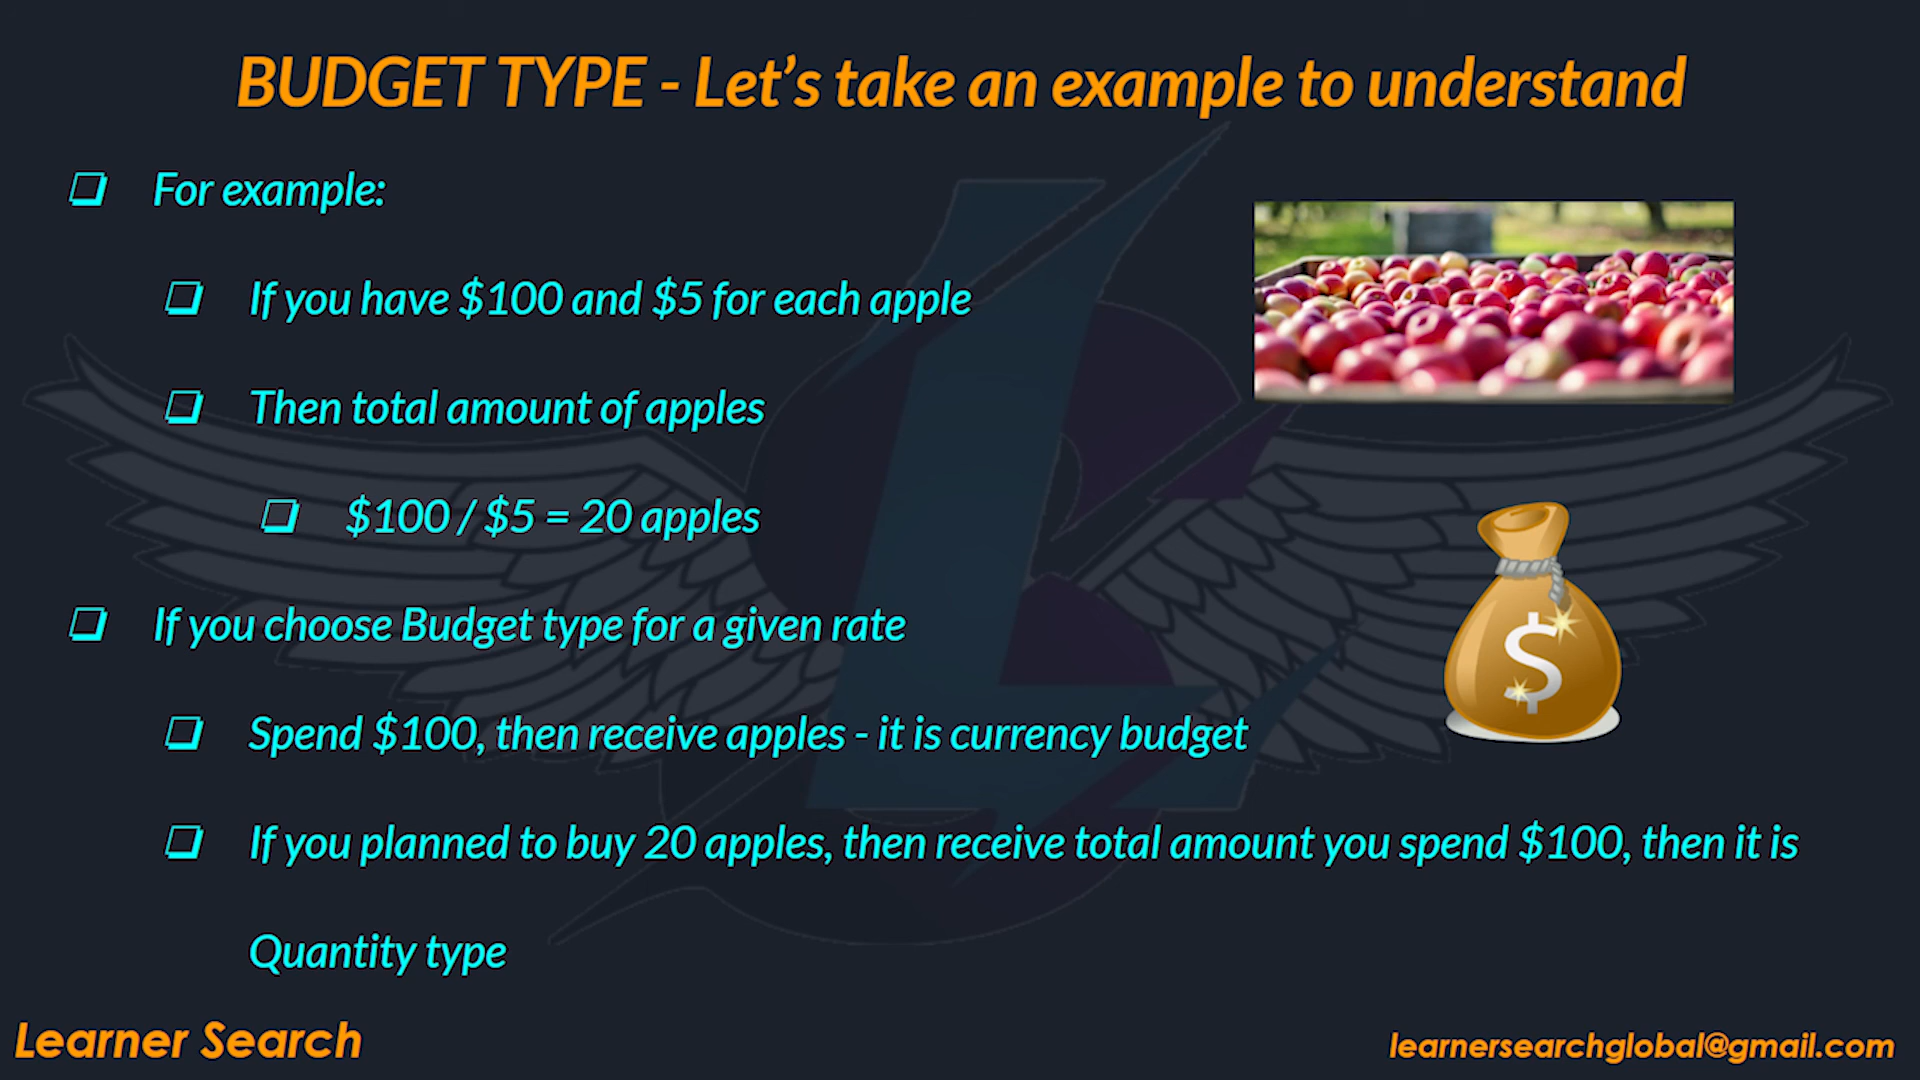 BUDGET TYPE - Let’s take an example to understand
❏ For example:
❏ If you have $100 and $5 for each apple
❏ Then total amount of apples
❏ $100 / $5 = 20 apples
❏ If you choose Budget type for a given rate
❏ Spend $100, then receive apples - it is currency budget
❏ If you planned to buy 20 apples, then receive total amount you spend $100, then it is
Quantity type
$
Learner Search
learnersearchglobal@gmail.com